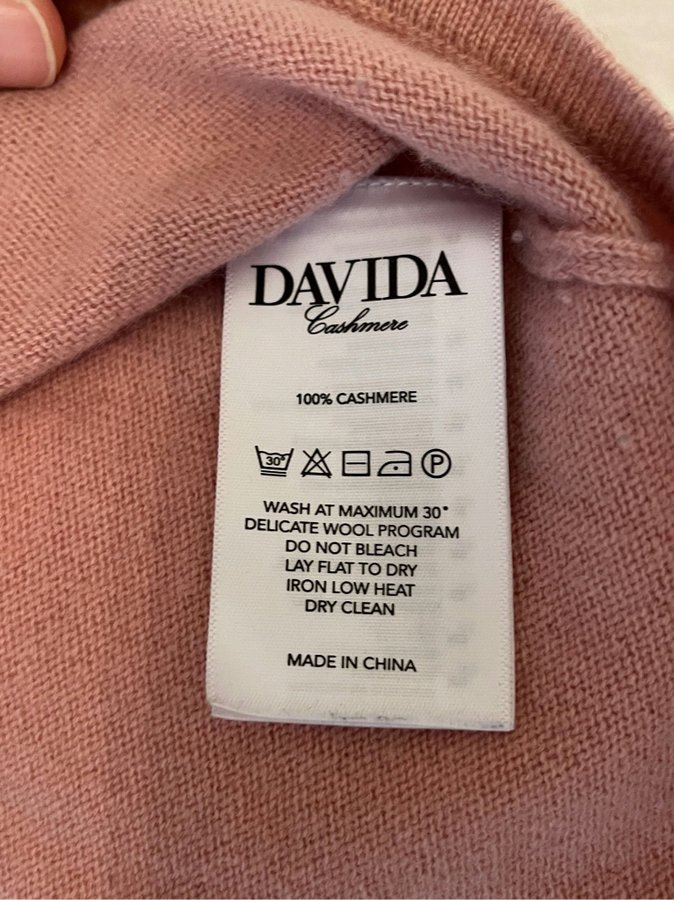 DAVIDA
Cashmere
100% CASHMERE
30° P
WASH AT MAXIMUM 30°
DELICATE WOOL PROGRAM
DO NOT BLEACH
LAY FLAT TO DRY
IRON LOW HEAT
DRY CLEAN
MADE IN CHINA